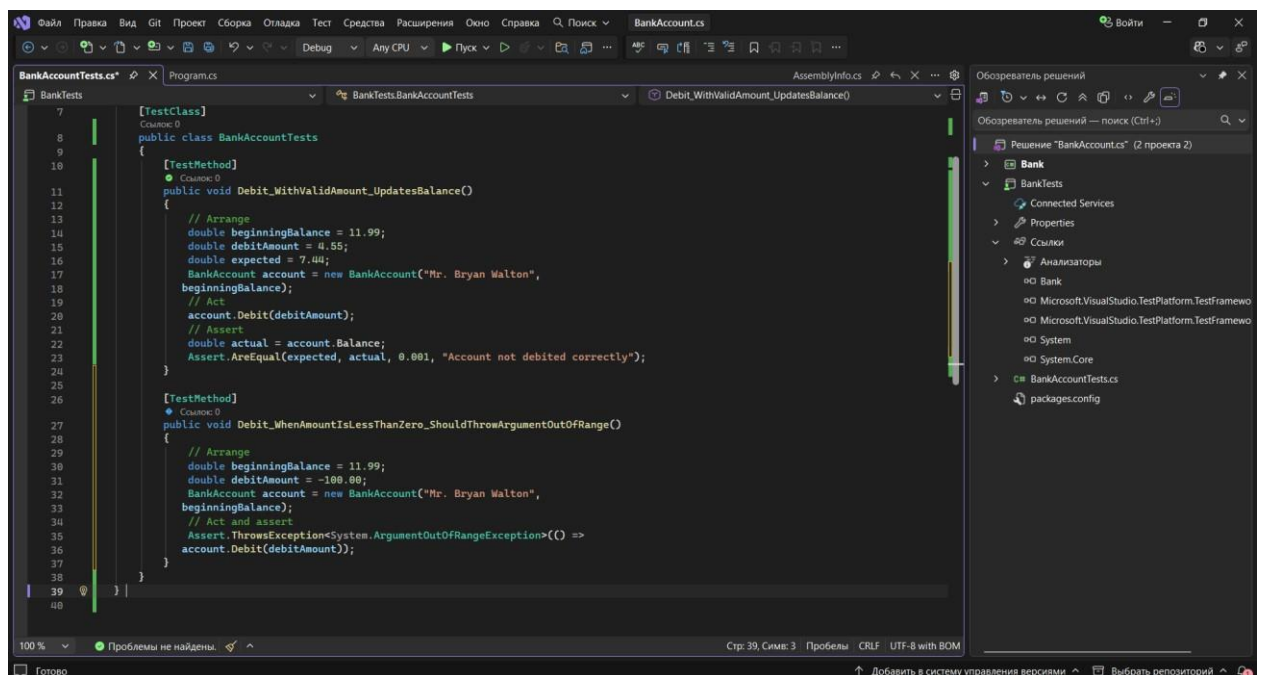 Файл Правка Вид Git Проект Сборка Отладка Тест Средства Расширения Окно Справка Поиск BankAccount.cs Войти
Debug Any CPU Пуск
BankAccountTests.cs* Program.cs AssemblyInfo.cs
BankTests BankTests.BankAccountTests Debit_WithValidAmount_UpdatesBalance()
7 [TestClass]
Ссылок: 0
8 public class BankAccountTests
9 {
10 [TestMethod]
Ссылок: 0
11 public void Debit_WithValidAmount_UpdatesBalance()
12 {
13 // Arrange
14 double beginningBalance = 11.99;
15 double debitAmount = 4.55;
16 double expected = 7.44;
17 BankAccount account = new BankAccount("Mr. Bryan Walton",
18 beginningBalance);
19 // Act
20 account.Debit(debitAmount);
21 // Assert
22 double actual = account.Balance;
23 Assert.AreEqual(expected, actual, 0.001, "Account not debited correctly");
24 }
25
26 [TestMethod]
Ссылок: 0
27 public void Debit_WhenAmountIsLessThanZero_ShouldThrowArgumentOutOfRange()
28 {
29 // Arrange
30 double beginningBalance = 11.99;
31 double debitAmount = -100.00;
32 BankAccount account = new BankAccount("Mr. Bryan Walton",
33 beginningBalance);
34 // Act and assert
35 Assert.ThrowsException<System.ArgumentOutOfRangeException>(() =>
36 account.Debit(debitAmount));
37 }
38 }
39 }
40
100 % Проблемы не найдены. Стр: 39, Симв: 3 Пробелы CRLF UTF-8 with BOM
Обозреватель решений
Обозреватель решений — поиск (Ctrl+;)
Решение "BankAccount.cs" (2 проекта 2)
Bank
BankTests
Connected Services
Properties
Ссылки
Анализаторы
Bank
Microsoft.VisualStudio.TestPlatform.TestFramewo
Microsoft.VisualStudio.TestPlatform.TestFramewo
System
System.Core
C# BankAccountTests.cs
packages.config
Готово Добавить в систему управления версиями Выбрать репозиторий